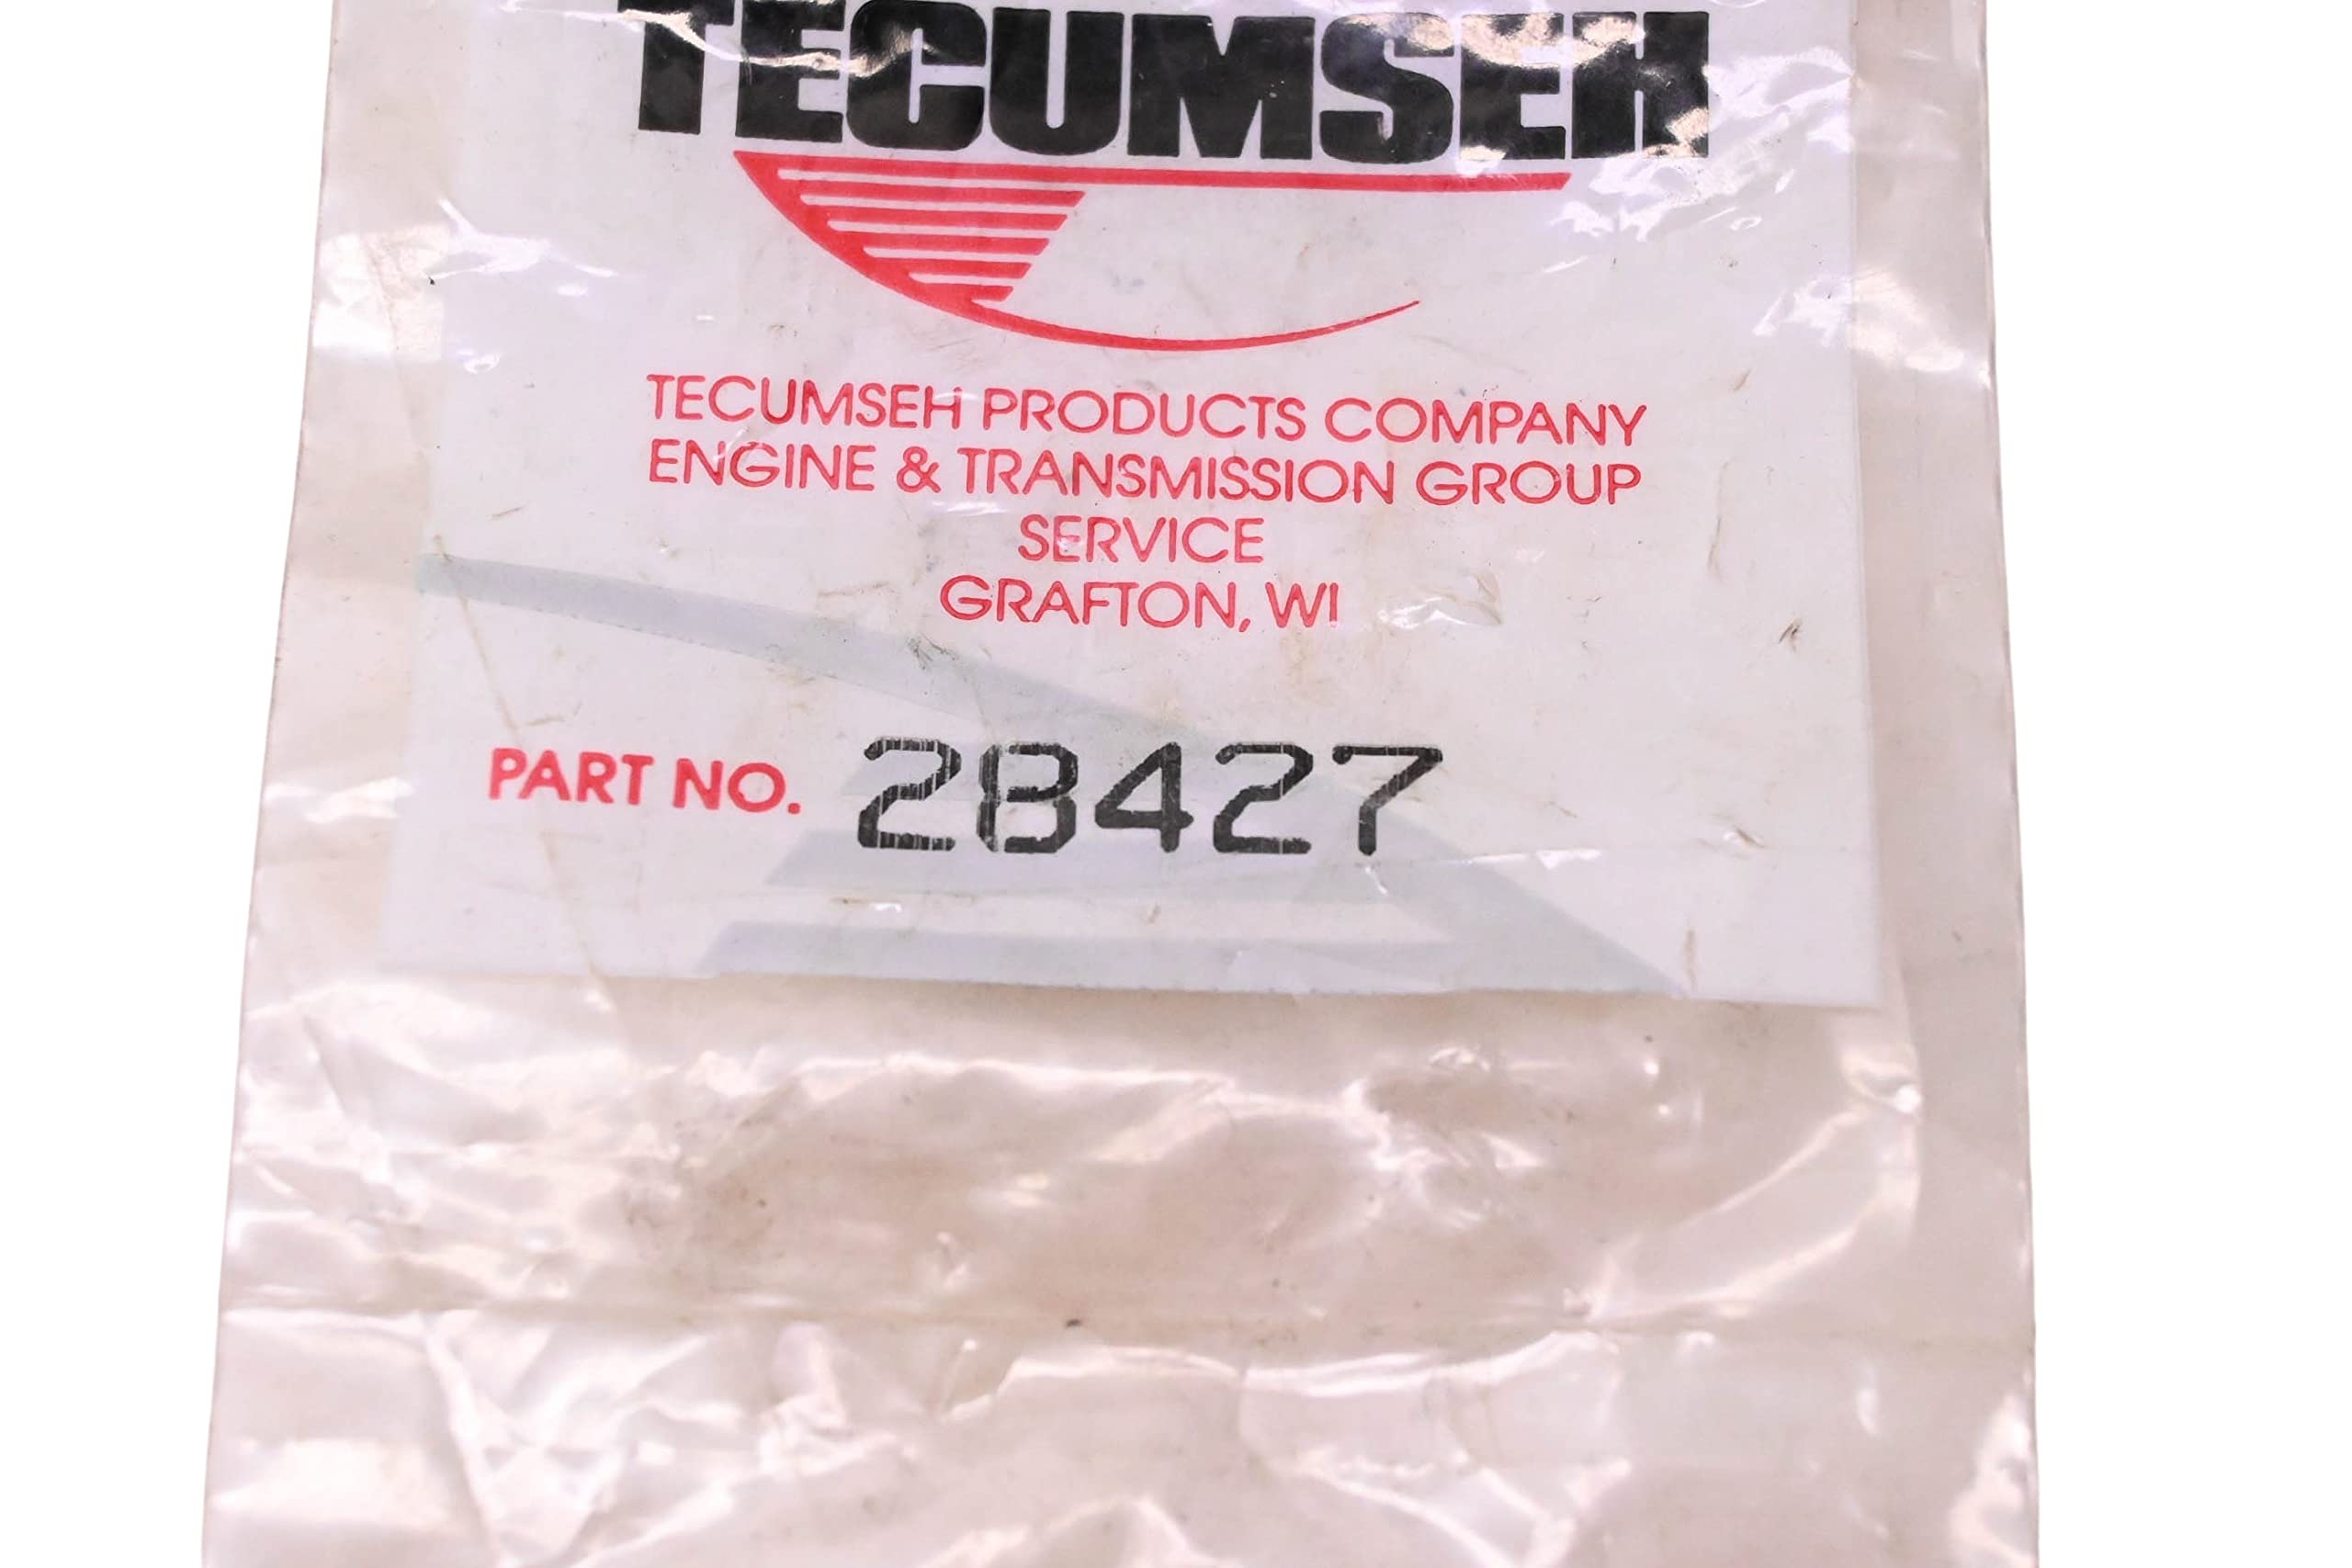 TECUMSEH
TECUMSEH PRODUCTS COMPANY
ENGINE & TRANSMISSION GROUP
SERVICE
GRAFTON, WI
PART NO. 28427